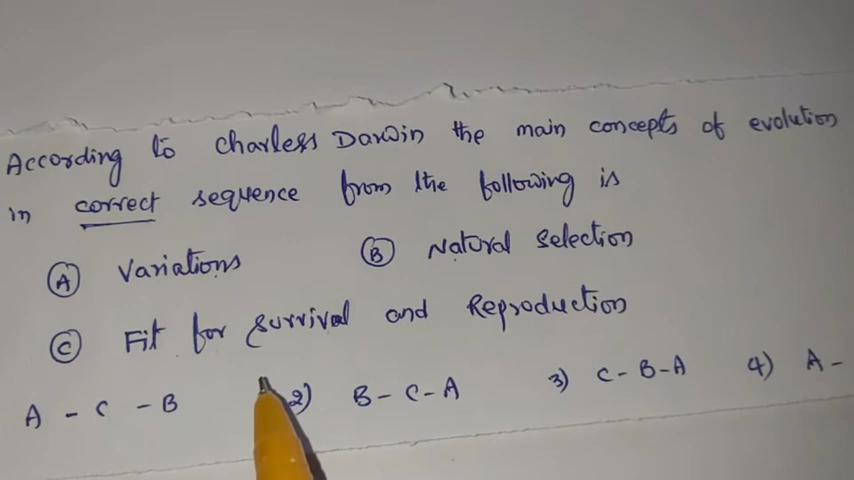 According to Charless Darwin the main concepts of evolution
in correct sequence from the following is
A Variations B Natural Selection
C Fit for Survival and Reproduction
A - C - B 2) B - C - A 3) C - B - A 4) A -